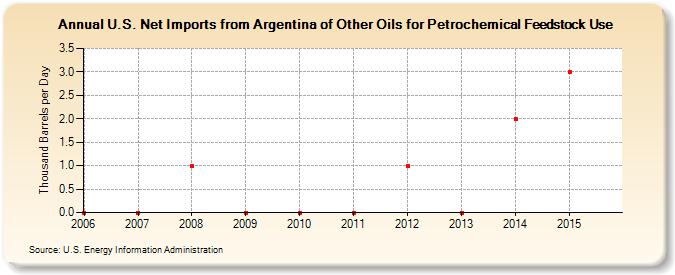 Annual U.S. Net Imports from Argentina of Other Oils for Petrochemical Feedstock Use
Thousand Barrels per Day
3.5
3.0
2.5
2.0
1.5
1.0
0.5
0.0
2006 2007 2008 2009 2010 2011 2012 2013 2014 2015
Source: U.S. Energy Information Administration